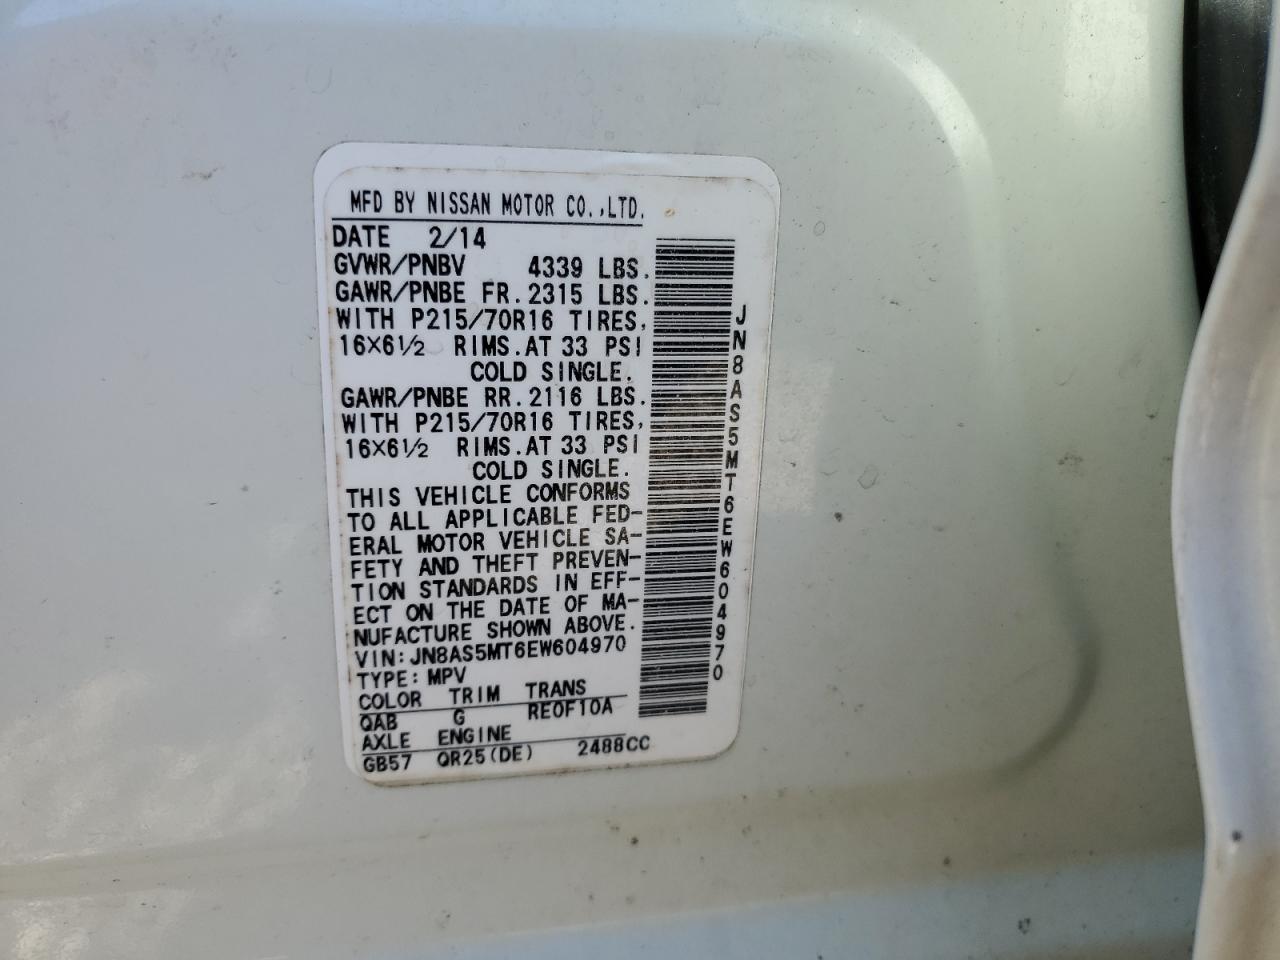 MFD BY NISSAN MOTOR CO.,LTD.
DATE 2/14
GVWR/PNBV 4339 LBS.
GAWR/PNBE FR.2315 LBS.
WITH P215/70R16 TIRES,
16X6½ RIMS.AT 33 PSI
COLD SINGLE.
GAWR/PNBE RR.2116 LBS.
WITH P215/70R16 TIRES,
16X6½ RIMS.AT 33 PSI
COLD SINGLE.
THIS VEHICLE CONFORMS
TO ALL APPLICABLE FED-
ERAL MOTOR VEHICLE SA-
FETY AND THEFT PREVEN-
TION STANDARDS IN EFF-
ECT ON THE DATE OF MA-
NUFACTURE SHOWN ABOVE.
VIN:JN8AS5MT6EW604970
TYPE:MPV
COLOR TRIM TRANS
QAB G RE0F10A
AXLE ENGINE
GB57 QR25(DE) 2488CC
JN8AS5MT6EW604970